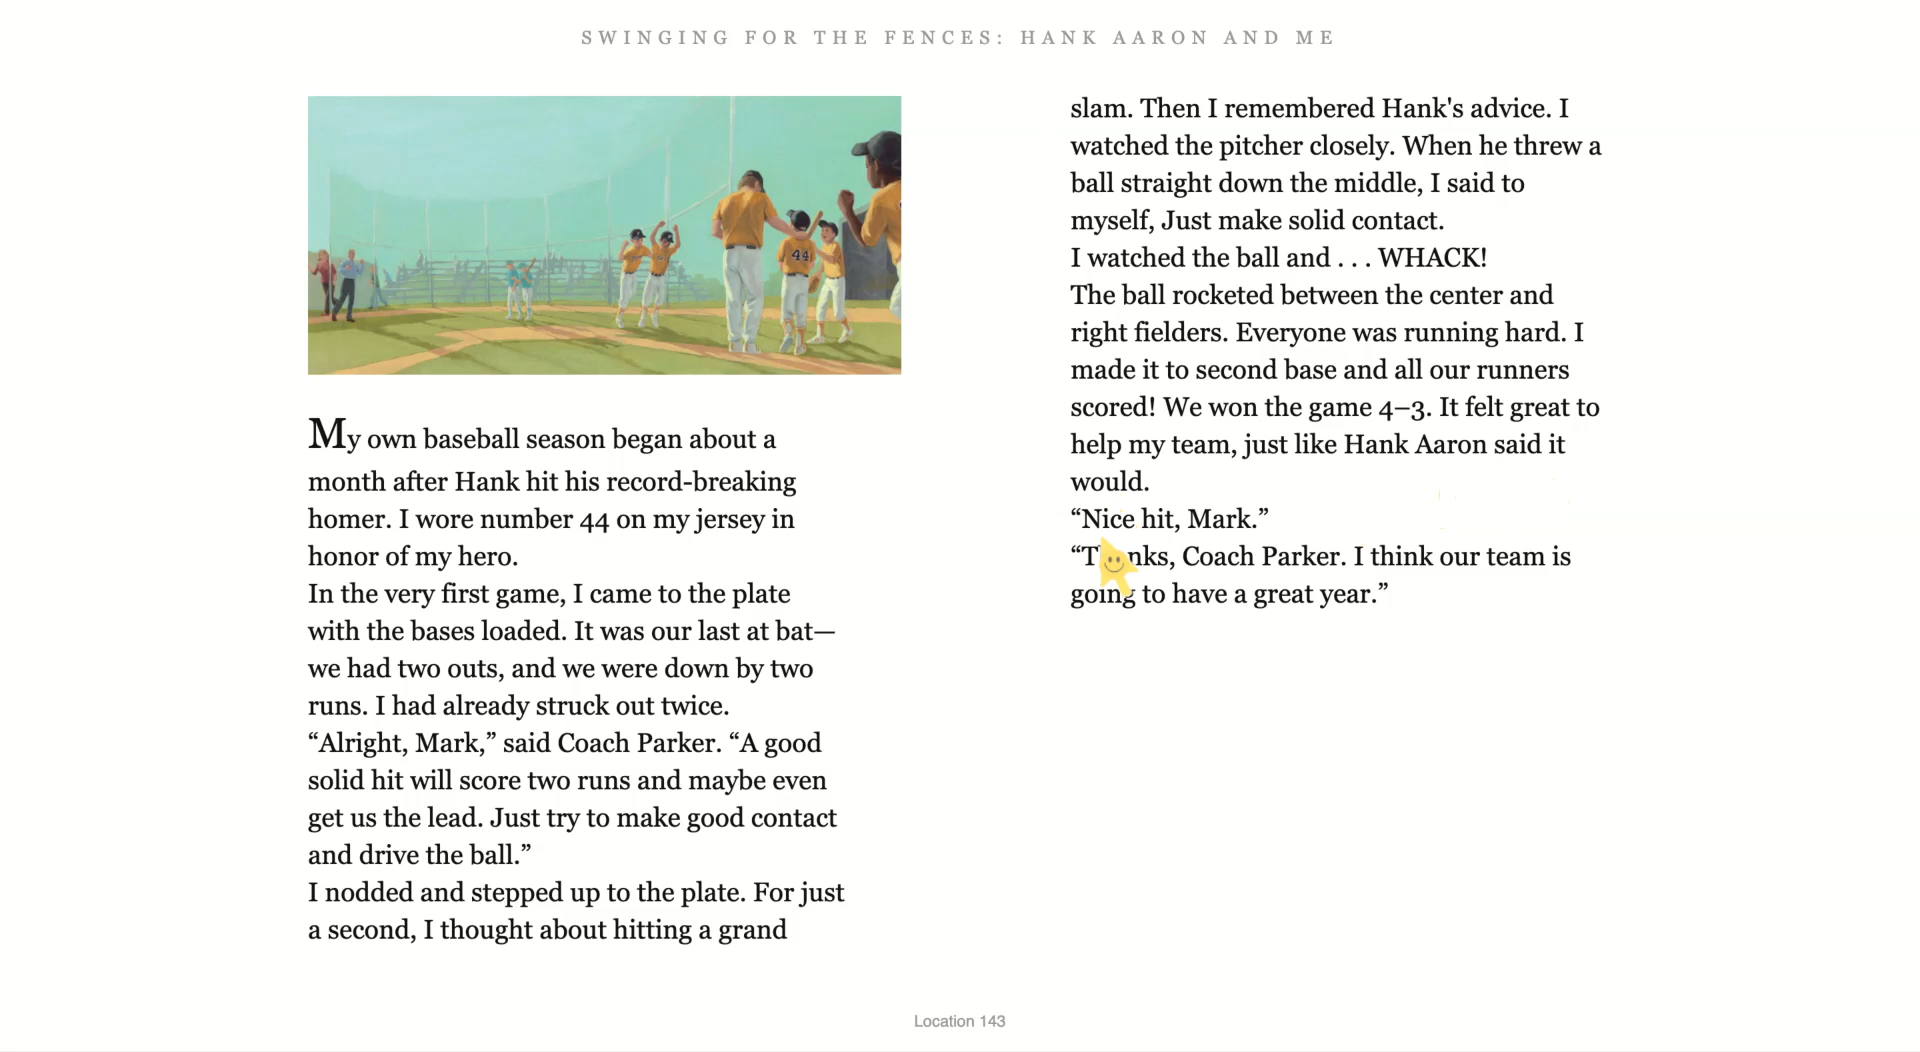 SWINGING FOR THE FENCES: HANK AARON AND ME
44
My own baseball season began about a
month after Hank hit his record-breaking
homer. I wore number 44 on my jersey in
honor of my hero.
In the very first game, I came to the plate
with the bases loaded. It was our last at bat—
we had two outs, and we were down by two
runs. I had already struck out twice.
“Alright, Mark,” said Coach Parker. “A good
solid hit will score two runs and maybe even
get us the lead. Just try to make good contact
and drive the ball.”
I nodded and stepped up to the plate. For just
a second, I thought about hitting a grand
slam. Then I remembered Hank's advice. I
watched the pitcher closely. When he threw a
ball straight down the middle, I said to
myself, Just make solid contact.
I watched the ball and . . . WHACK!
The ball rocketed between the center and
right fielders. Everyone was running hard. I
made it to second base and all our runners
scored! We won the game 4–3. It felt great to
help my team, just like Hank Aaron said it
would.
“Nice hit, Mark.”
“Thanks, Coach Parker. I think our team is
going to have a great year.”
Location 143